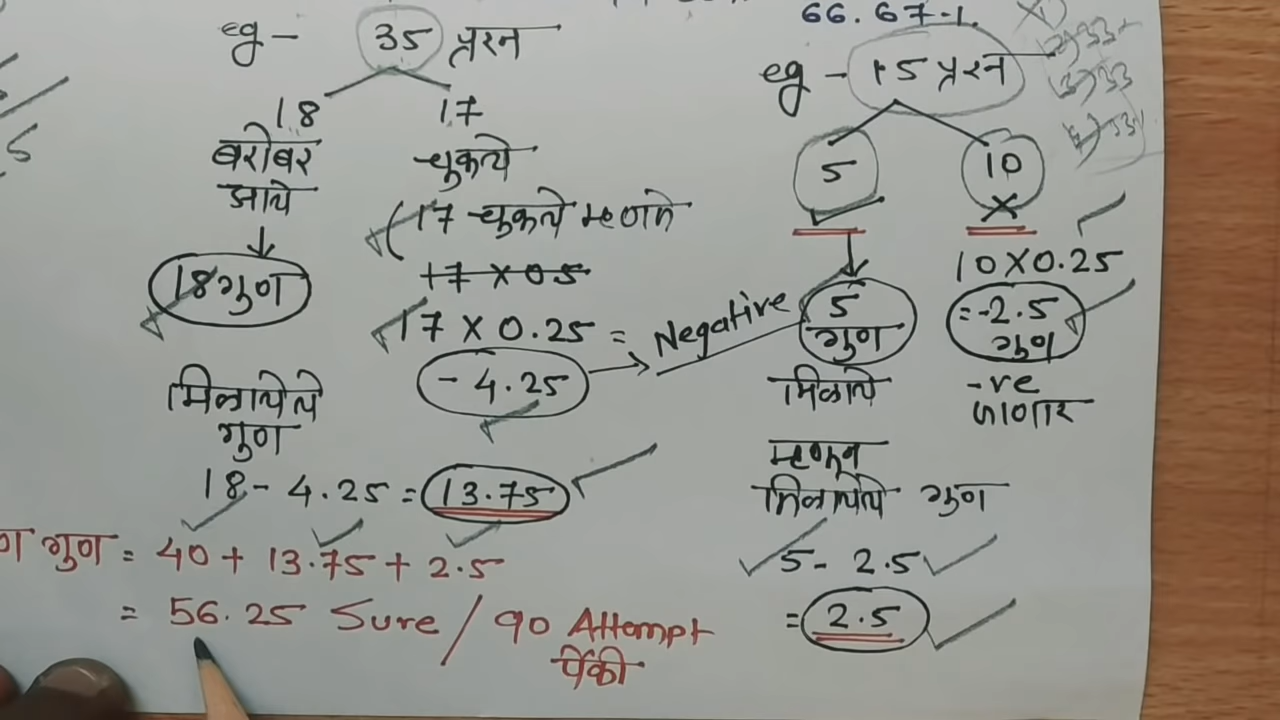 66.67%
eg - 35 प्रश्न
18
बरोबर
आले
18 गुण
17
चुकले
(17 चुकले म्हणजे
17 X 0.5
17 X 0.25 =
- 4.25
Negative
मिळालेले
गुण
18 - 4.25 = 13.75
गुण = 40 + 13.75 + 2.5
= 56.25 Sure / 90 Attempt
पैकी
eg - 15 प्रश्न
5
5
गुण
मिळाले
10
X
10 X 0.25
= -2.5
गुण
-ve
जाणार
म्हणून
मिळालेले गुण
5 - 2.5
= 2.5